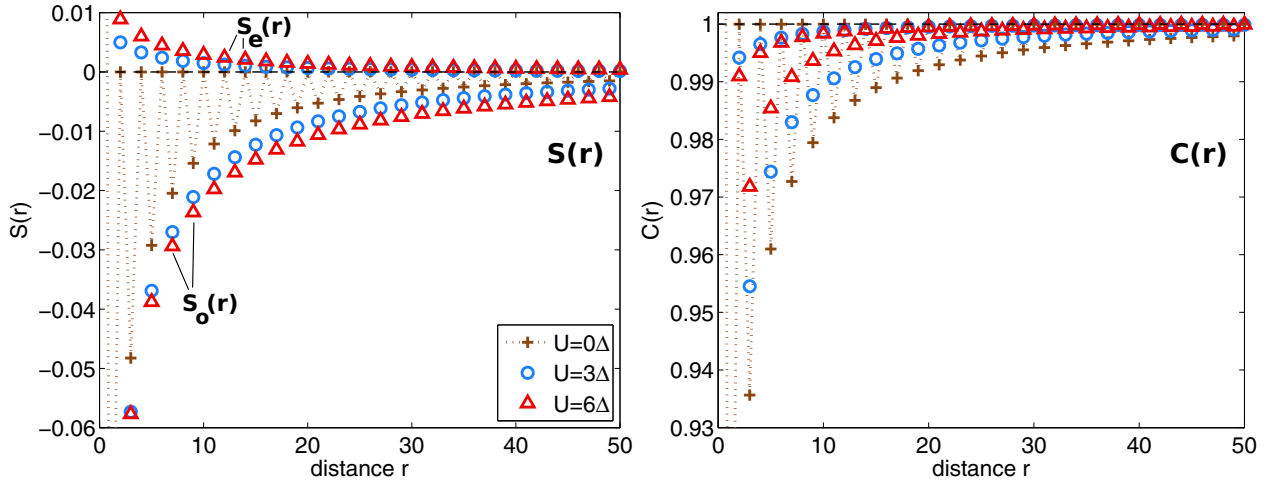 0.01
0
−0.01
−0.02
−0.03
−0.04
−0.05
−0.06
0
10
20
30
40
50
distance r
S(r)
S_e(r)
S_o(r)
S(r)
U=0Δ
U=3Δ
U=6Δ
1
0.99
0.98
0.97
0.96
0.95
0.94
0.93
0
10
20
30
40
50
distance r
C(r)
C(r)